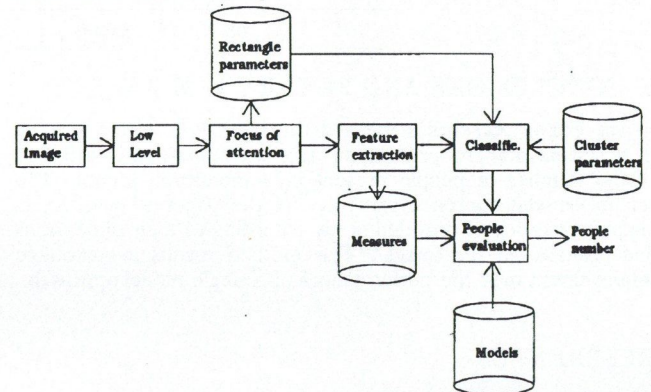 Rectangle
parameters
Acquired
image
Low
Level
Focus of
attention
Feature
extraction
Classific.
Cluster
parameters
Measures
People
evaluation
People
number
Models